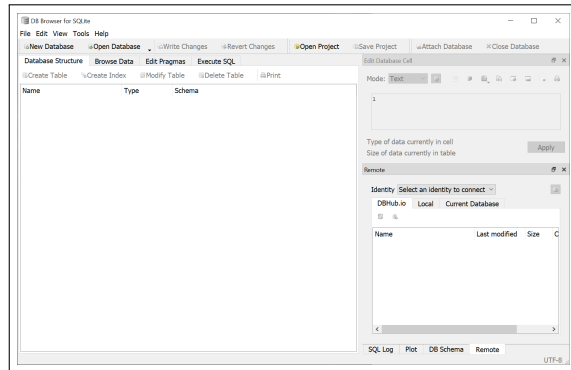 DB Browser for SQLite
File Edit View Tools Help
New Database Open Database Write Changes Revert Changes Open Project Save Project Attach Database Close Database
Database Structure Browse Data Edit Pragmas Execute SQL
Create Table Create Index Modify Table Delete Table Print
Name Type Schema
Edit Database Cell
Mode: Text
1
Type of data currently in cell
Size of data currently in table
Apply
Remote
Identity Select an identity to connect
DBHub.io Local Current Database
Name Last modified Size C
SQL Log Plot DB Schema Remote
UTF-8